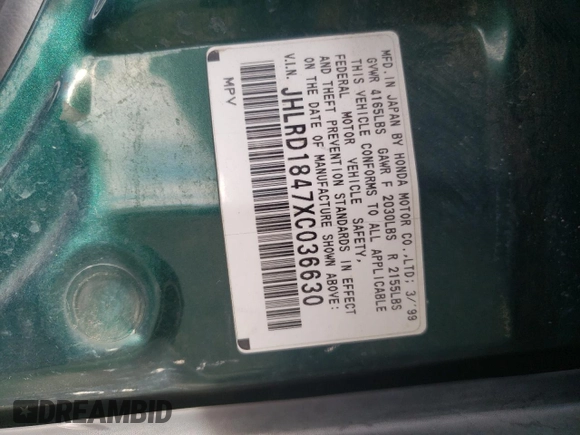 MFD. IN JAPAN BY HONDA MOTOR CO.,LTD; 3/'99
GVWR 4165LBS GAWR F 2030LBS R 2155LBS
THIS VEHICLE CONFORMS TO ALL APPLICABLE
FEDERAL MOTOR VEHICLE SAFETY,
AND THEFT PREVENTION STANDARDS IN EFFECT
ON THE DATE OF MANUFACTURE SHOWN ABOVE:
V.I.N. JHLRD1847XC036630
MPV
DREAMBID